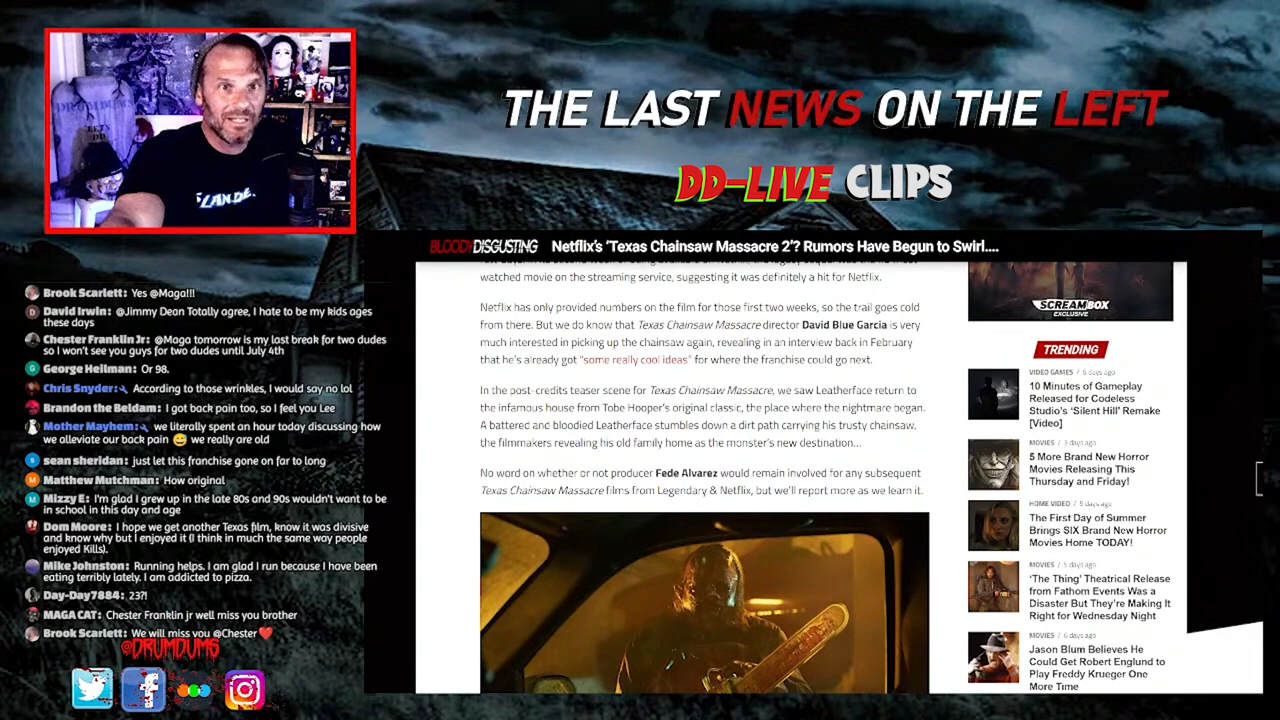 THE LAST NEWS ON THE LEFT
DD-LIVE CLIPS
BLOODY DISGUSTING Netflix's 'Texas Chainsaw Massacre 2'? Rumors Have Begun to Swirl....
watched movie on the streaming service, suggesting it was definitely a hit for Netflix.
Netflix has only provided numbers on the film for those first two weeks, so the trail goes cold
from there. But we do know that Texas Chainsaw Massacre director David Blue Garcia is very
much interested in picking up the chainsaw again, revealing in an interview back in February
that he's already got "some really cool ideas" for where the franchise could go next.
In the post-credits teaser scene for Texas Chainsaw Massacre, we saw Leatherface return to
the infamous house from Tobe Hooper's original classic, the place where the nightmare began.
A battered and bloodied Leatherface stumbles down a dirt path carrying his trusty chainsaw,
the filmmakers revealing his old family home as the monster's new destination...
No word on whether or not producer Fede Alvarez would remain involved for any subsequent
Texas Chainsaw Massacre films from Legendary & Netflix, but we'll report more as we learn it.
SCREAMBOX
EXCLUSIVE
TRENDING
VIDEO GAMES / 6 days ago
10 Minutes of Gameplay
Released for Codeless
Studio's 'Silent Hill' Remake
[Video]
MOVIES / 3 days ago
5 More Brand New Horror
Movies Releasing This
Thursday and Friday!
HOME VIDEO / 5 days ago
The First Day of Summer
Brings SIX Brand New Horror
Movies Home TODAY!
MOVIES / 5 days ago
'The Thing' Theatrical Release
from Fathom Events Was a
Disaster But They're Making It
Right for Wednesday Night
MOVIES / 6 days ago
Jason Blum Believes He
Could Get Robert Englund to
Play Freddy Krueger One
More Time
Brook Scarlett: Yes @Maga!!!
David Irwin: @Jimmy Dean Totally agree, I hate to be my kids ages
these days
Chester Franklin Jr: @Maga tomorrow is my last break for two dudes
so I won't see you guys for two dudes until July 4th
George Heilman: Or 98.
Chris Snyder: According to those wrinkles, I would say no lol
Brandon the Beldam: I got back pain too, so I feel you Lee
Mother Mayhem: we literally spent an hour today discussing how
we alleviate our back pain 😅 we really are old
sean sheridan: just let this franchise gone on far to long
Matthew Mutchman: How original
Mizzy E: I'm glad I grew up in the late 80s and 90s wouldn't want to be
in school in this day and age
Dom Moore: I hope we get another Texas film, know it was divisive
and know why but I enjoyed it (I think in much the same way people
enjoyed Kills).
Mike Johnston: Running helps. I am glad I run because I have been
eating terribly lately. I am addicted to pizza.
Day-Day7884: 23?!
MAGA CAT: Chester Franklin jr well miss you brother
Brook Scarlett: We will miss you @Chester❤️
@DRUMDUMS